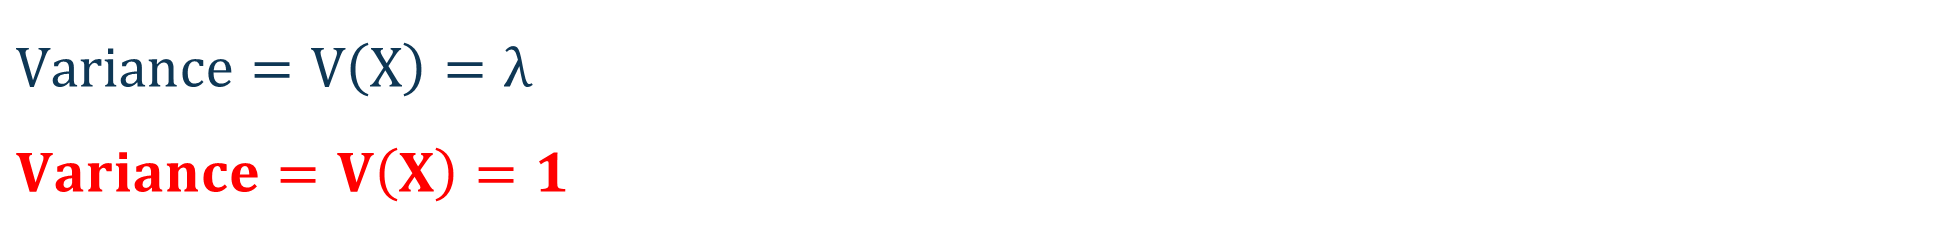 Variance = V(X) = λ
Variance = V(X) = 1